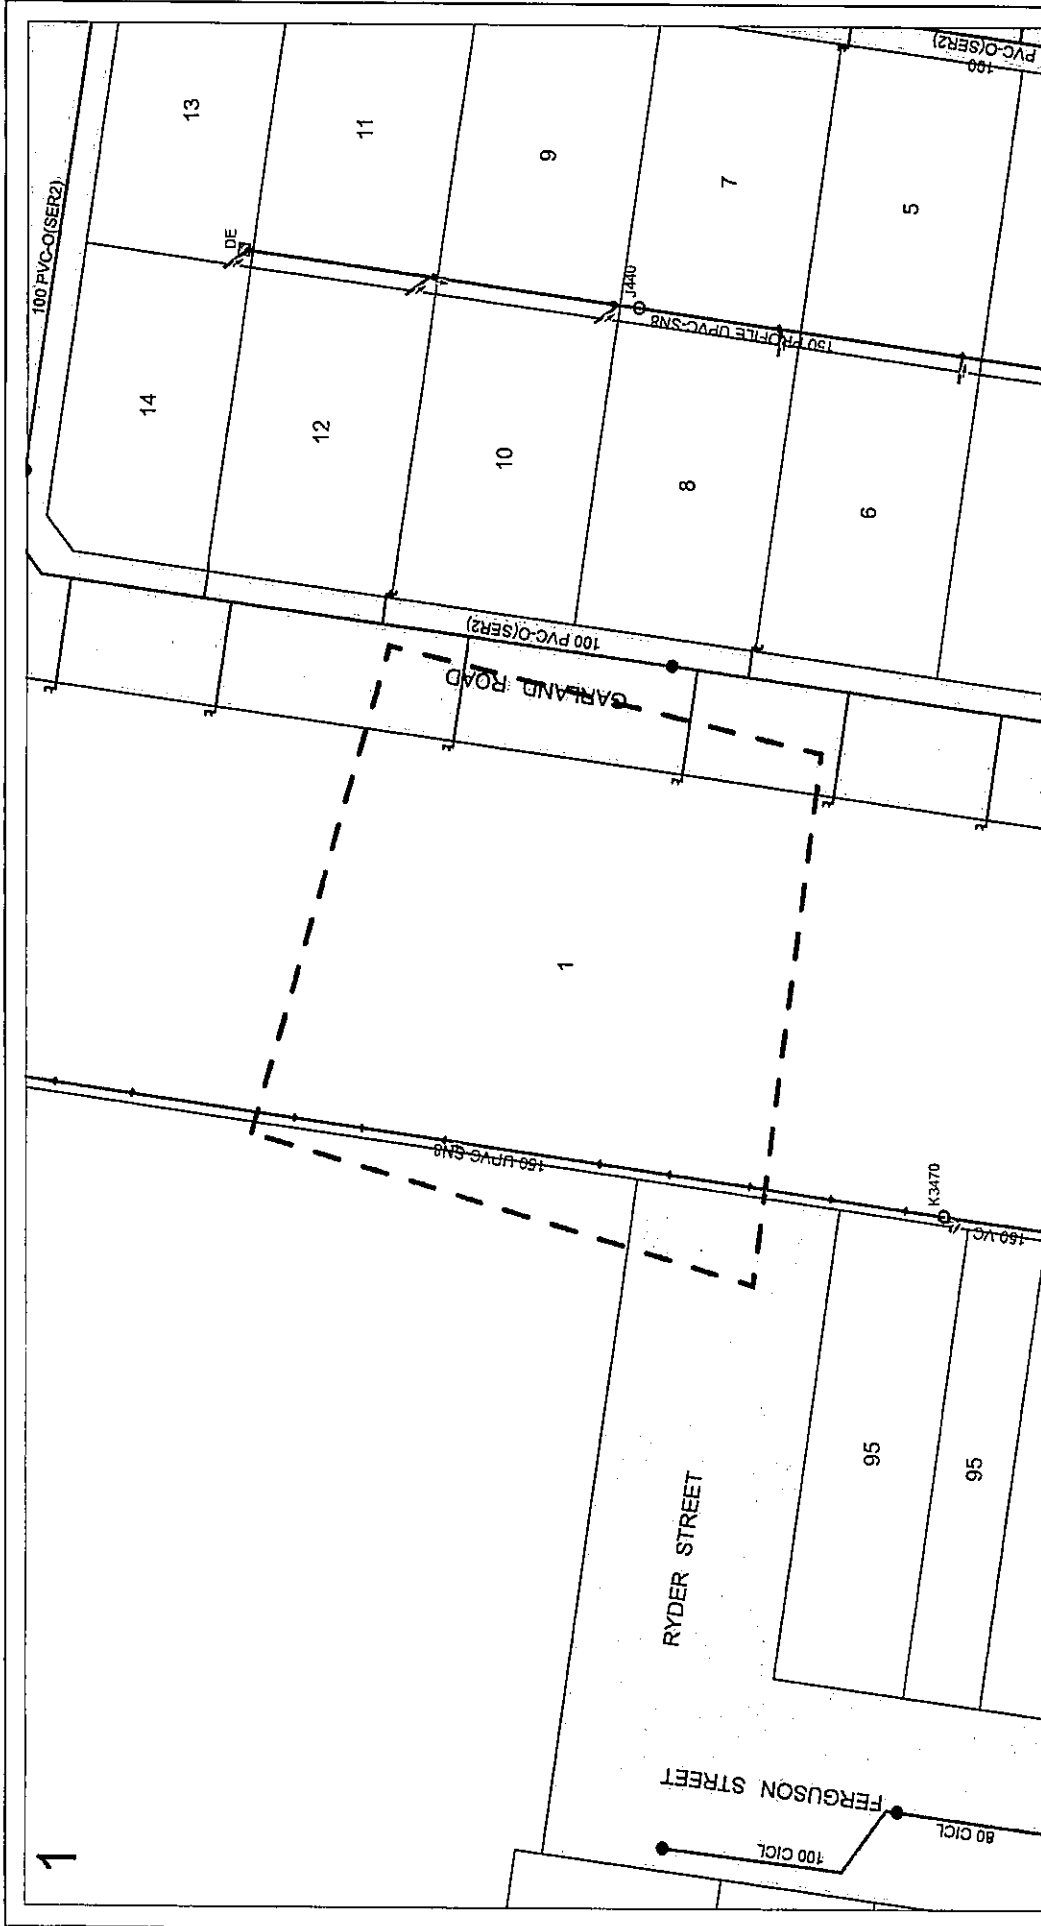 1
100 PVC-O(SER2)
13
11
9
7
5
100
PVC-O(SER2)
DE
J440
150 PROFILE UPVC-SN8
14
12
10
8
6
100 PVC-O(SER2)
GARLAND ROAD
1
150 UPVC SN8
K3470
150 VC
RYDER STREET
95
95
FERGUSON STREET
100 CICL
80 CICL